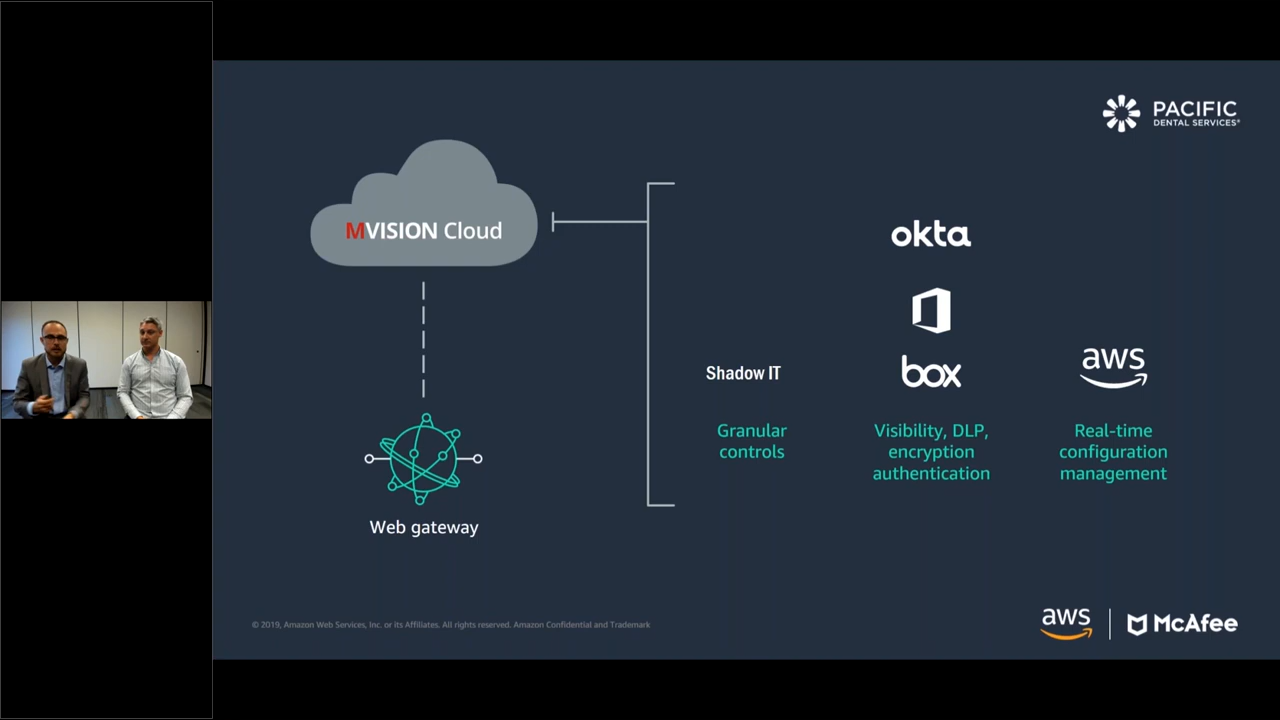 PACIFIC
DENTAL SERVICES®
MVISION Cloud
okta
box
aws
Shadow IT
Granular
controls
Visibility, DLP,
encryption
authentication
Real-time
configuration
management
Web gateway
© 2019, Amazon Web Services, Inc. or its Affiliates. All rights reserved. Amazon Confidential and Trademark
aws
McAfee